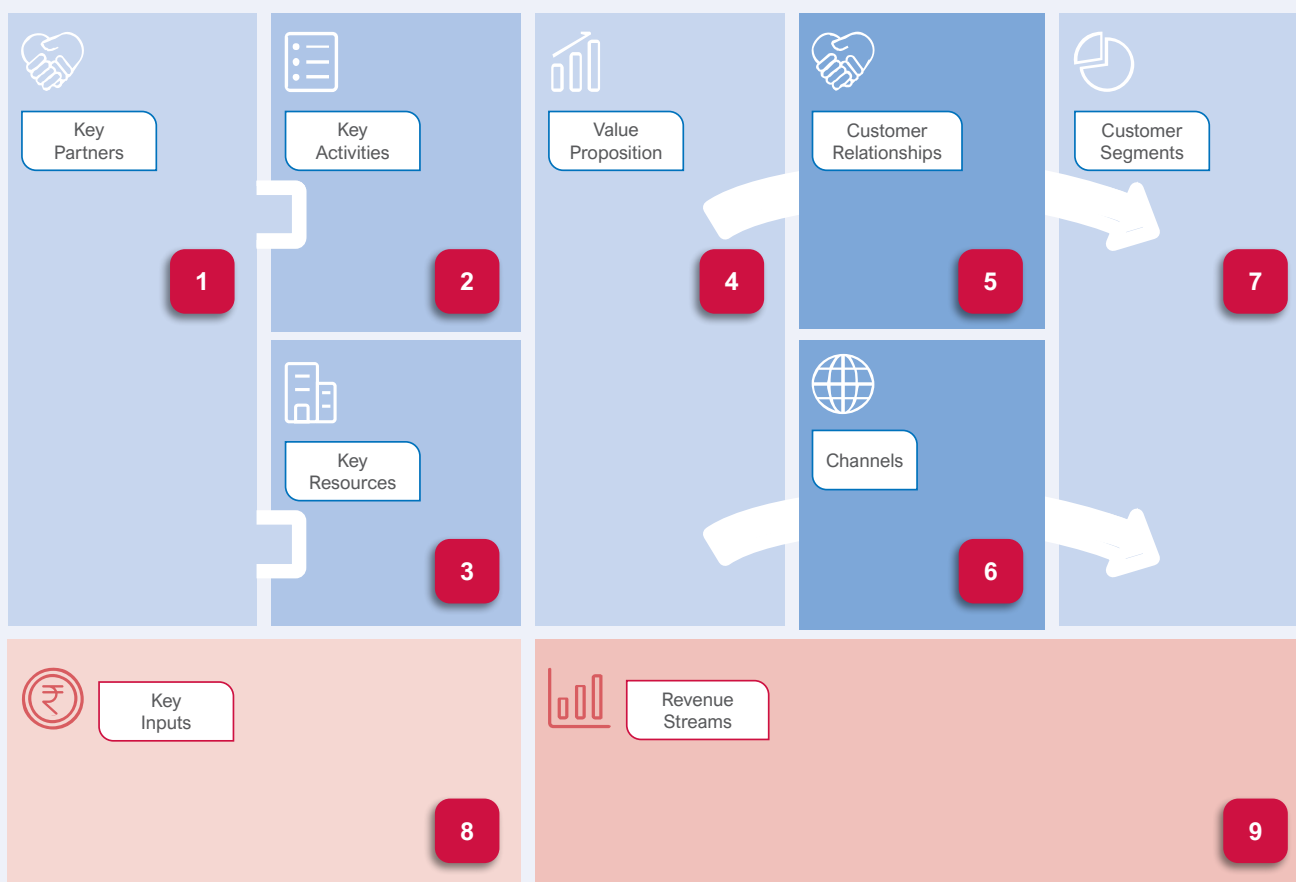 Key
Partners
1
Key
Activities
2
Key
Resources
3
Value
Proposition
4
Customer
Relationships
5
Channels
6
Customer
Segments
7
₹
Key
Inputs
8
Revenue
Streams
9